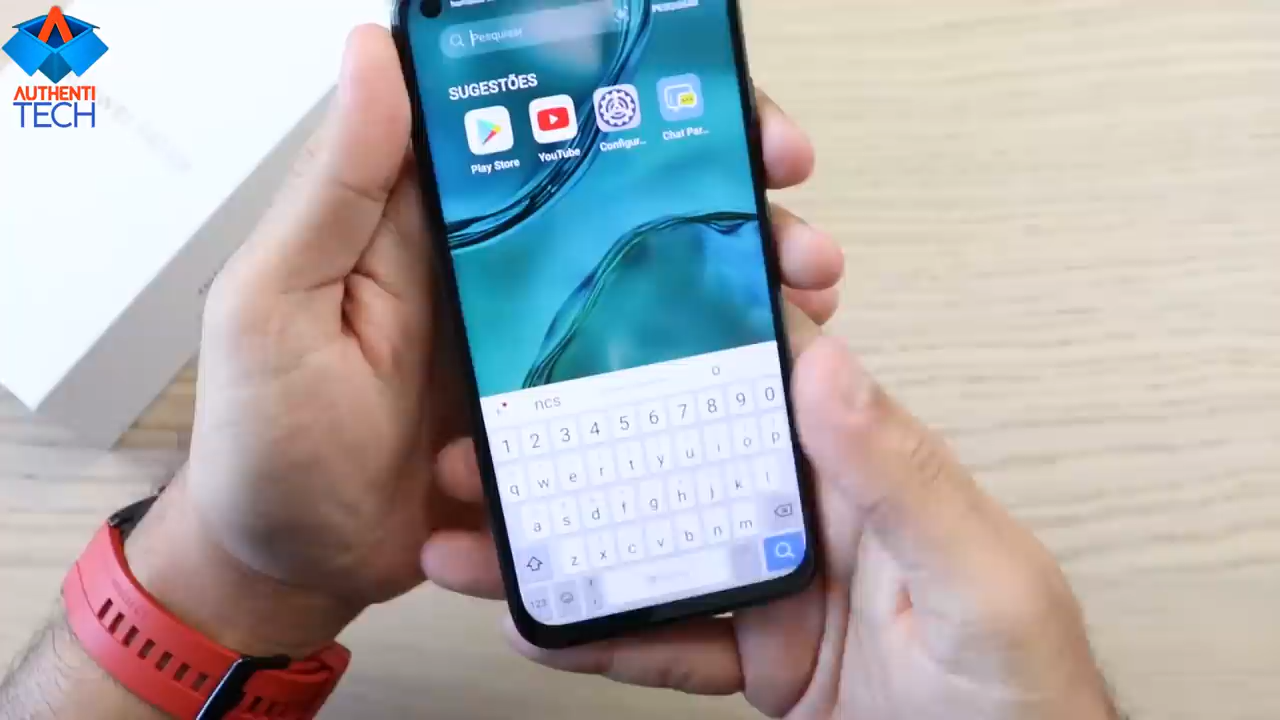 AUTHENTI
TECH
Pesquisar
SUGESTÕES
Play Store
YouTube
Configur...
Chat Par...
ncs
o
1 2 3 4 5 6 7 8 9 0
q w e r t y u i o p
a s d f g h j k l
z x c v b n m
123